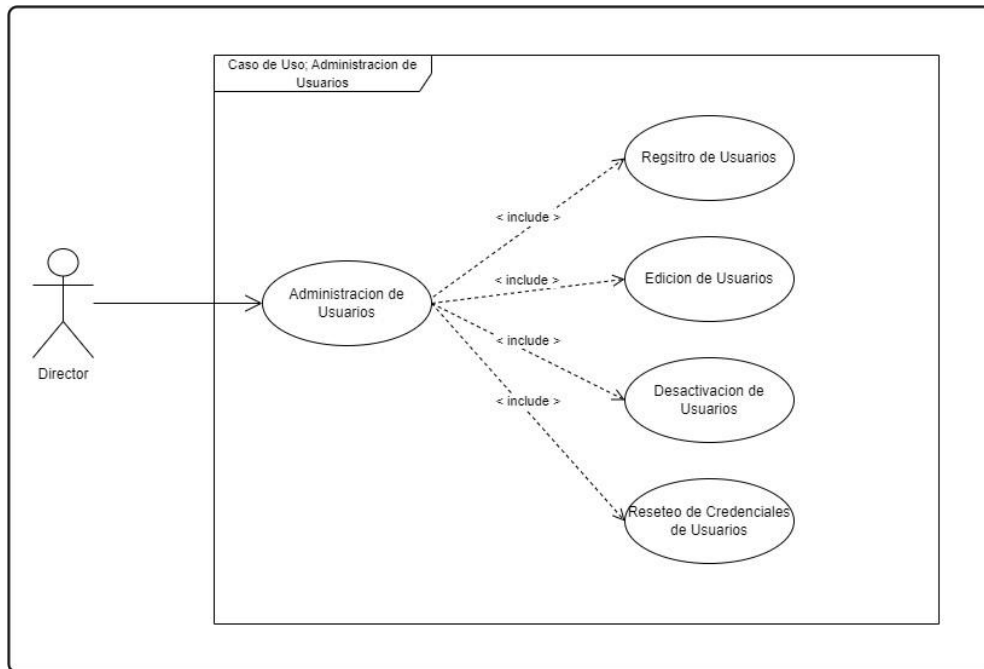 Caso de Uso; Administracion de
Usuarios
Regsitro de Usuarios
< include >
Edicion de Usuarios
< include >
Administracion de
Usuarios
< include >
Director
Desactivacion de
Usuarios
< include >
Reseteo de Credenciales
de Usuarios